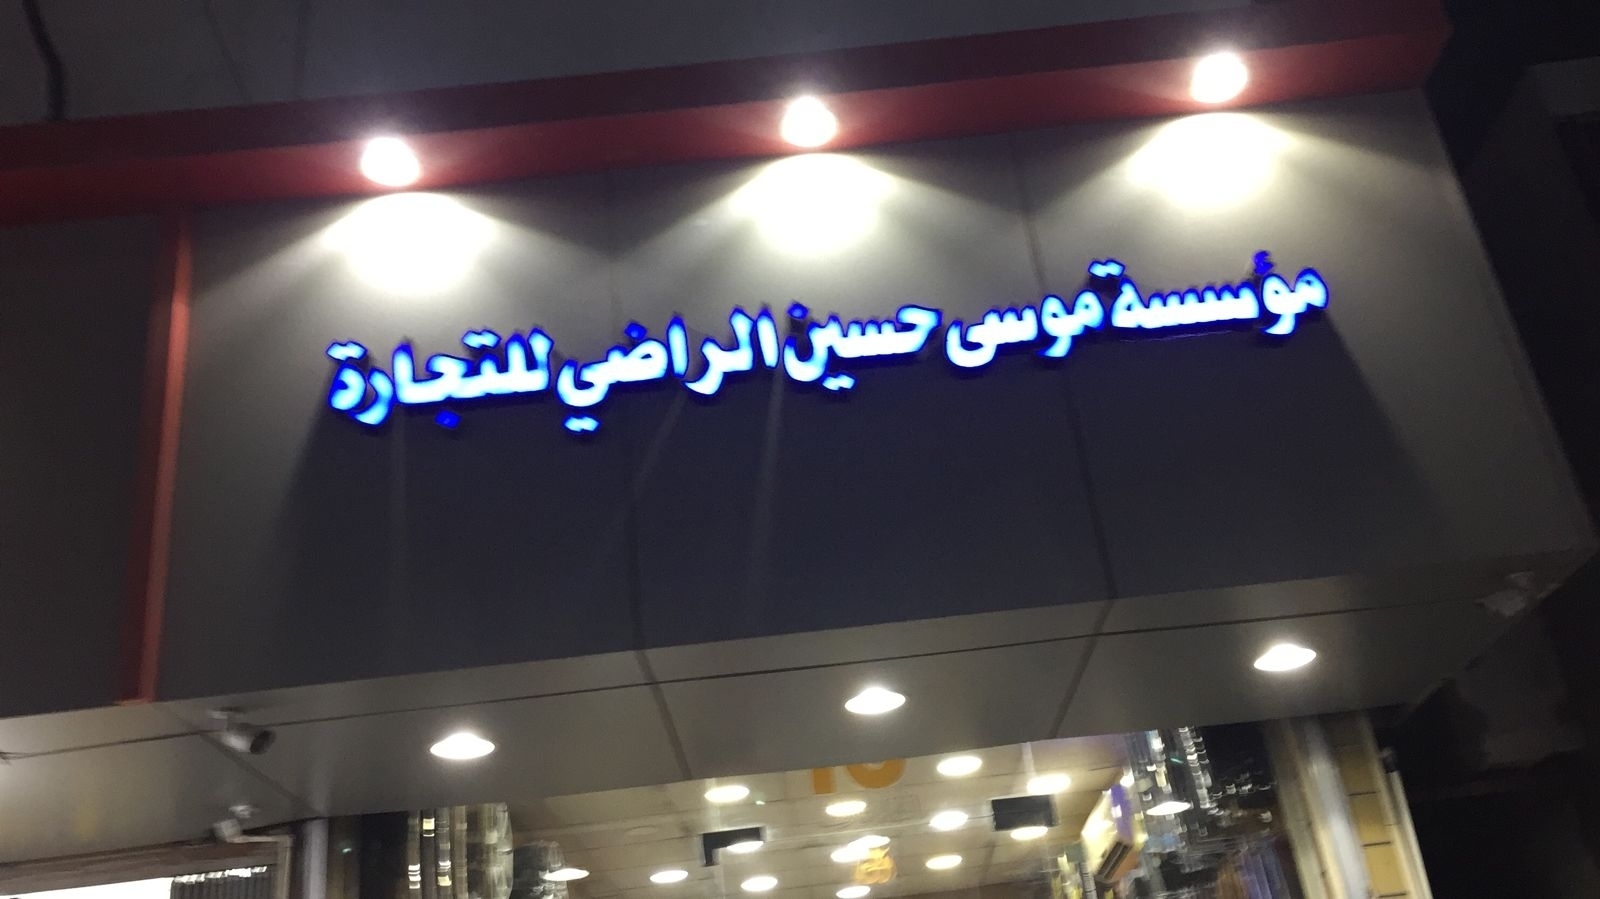 مؤسسة موسى حسين الراضي للتجارة